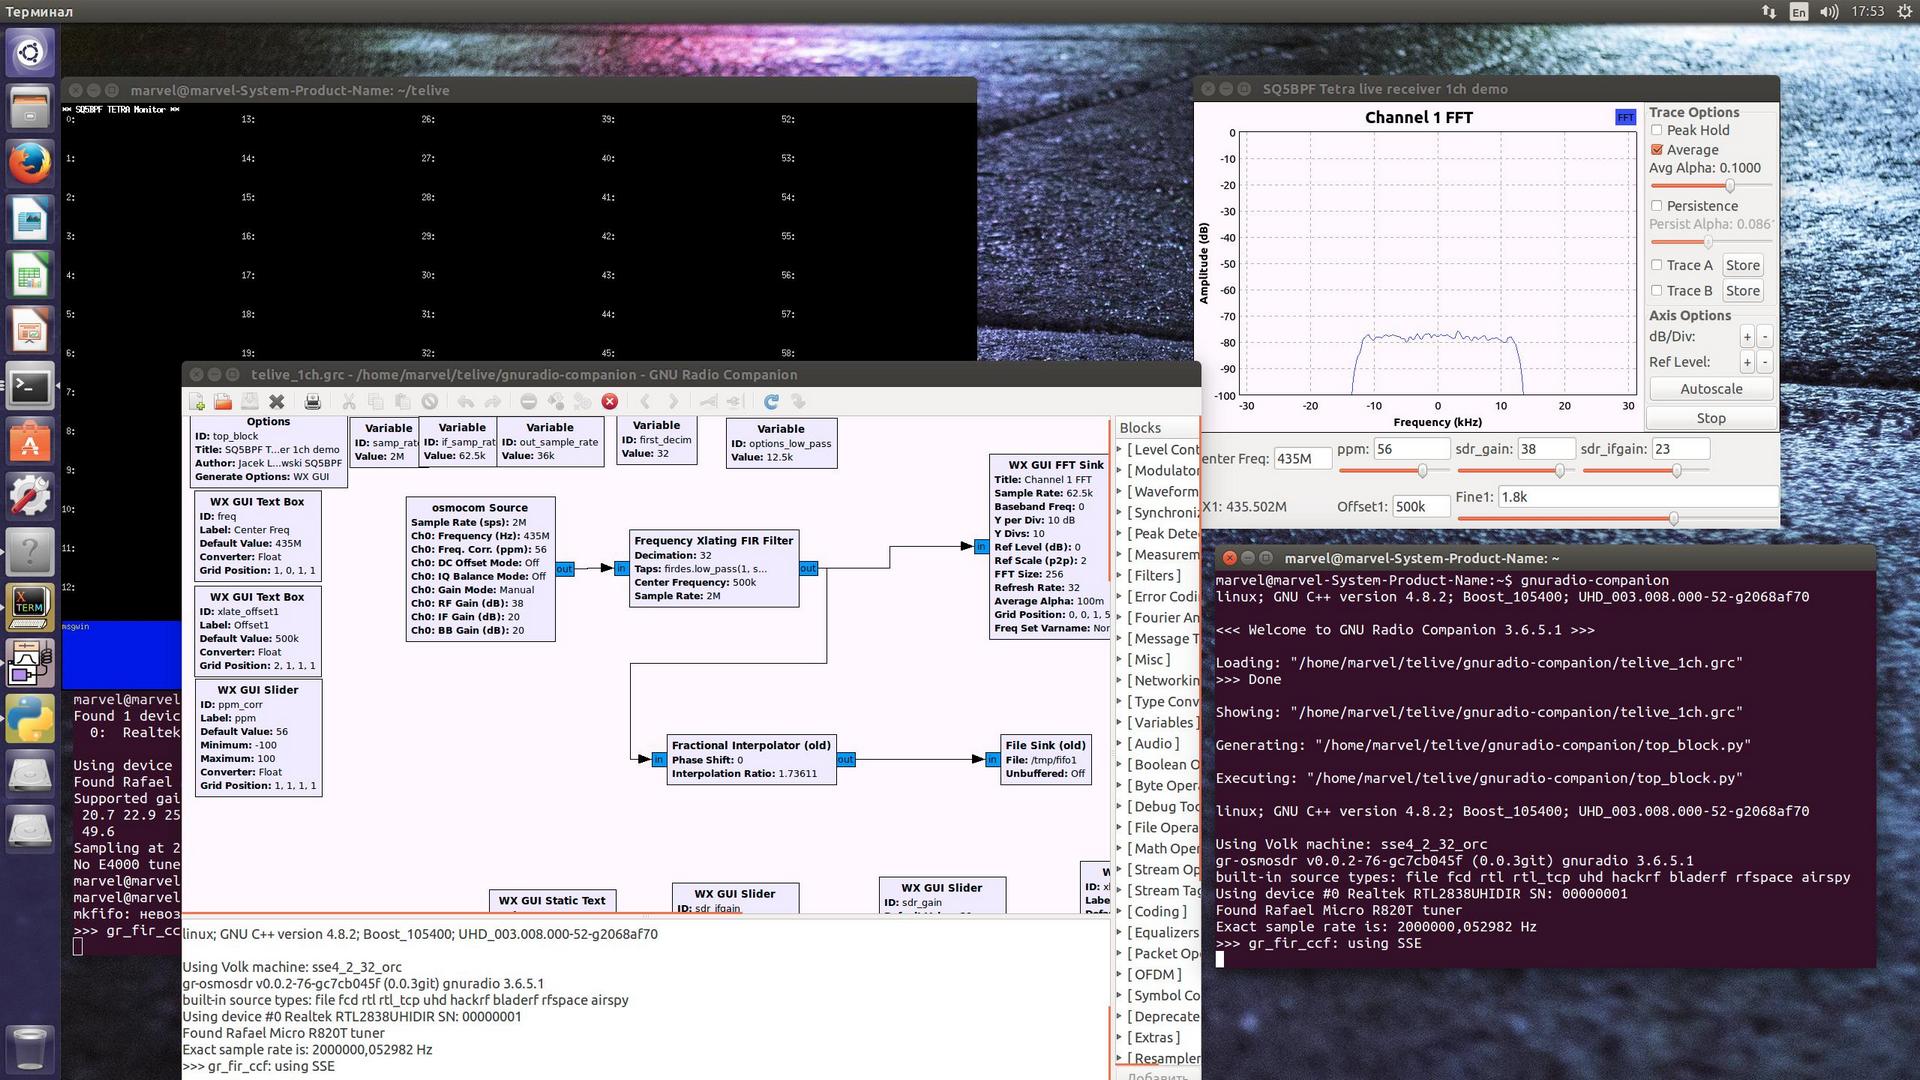 Терминал
En
17:53
marvel@marvel-System-Product-Name: ~/telive
** SQ5BPF TETRA Monitor **
0: 13: 26: 39: 52:
1: 14: 27: 40: 53:
2: 15: 28: 41: 54:
3: 16: 29: 42: 55:
4: 17: 30: 43: 56:
5: 18: 31: 44: 57:
6: 19: 32: 45: 58:
7:
8:
9:
10:
11:
12:
msgwin
marvel@marvel
Found 1 devic
0: Realtek
Using device
Found Rafael
Supported gai
20.7 22.9 25
49.6
Sampling at 2
No E4000 tune
marvel@marvel
marvel@marvel
mkfifo: невоз
>>> gr_fir_cc
telive_1ch.grc - /home/marvel/telive/gnuradio-companion - GNU Radio Companion
Options
ID: top_block
Title: SQ5BPF T...er 1ch demo
Author: Jacek L...wski SQ5BPF
Generate Options: WX GUI
Variable
ID: samp_rat
Value: 2M
Variable
ID: if_samp_rat
Value: 62.5k
Variable
ID: out_sample_rate
Value: 36k
Variable
ID: first_decim
Value: 32
Variable
ID: options_low_pass
Value: 12.5k
WX GUI Text Box
ID: freq
Label: Center Freq
Default Value: 435M
Converter: Float
Grid Position: 1, 0, 1, 1
WX GUI Text Box
ID: xlate_offset1
Label: Offset1
Default Value: 500k
Converter: Float
Grid Position: 2, 1, 1, 1
WX GUI Slider
ID: ppm_corr
Label: ppm
Default Value: 56
Minimum: -100
Maximum: 100
Converter: Float
Grid Position: 1, 1, 1, 1
osmocom Source
Sample Rate (sps): 2M
Ch0: Frequency (Hz): 435M
Ch0: Freq. Corr. (ppm): 56
Ch0: DC Offset Mode: Off
Ch0: IQ Balance Mode: Off
Ch0: Gain Mode: Manual
Ch0: RF Gain (dB): 38
Ch0: IF Gain (dB): 20
Ch0: BB Gain (dB): 20
out
in
Frequency Xlating FIR Filter
Decimation: 32
Taps: firdes.low_pass(1, s...
Center Frequency: 500k
Sample Rate: 2M
out
in
WX GUI FFT Sink
Title: Channel 1 FFT
Sample Rate: 62.5k
Baseband Freq: 0
Y per Div: 10 dB
Y Divs: 10
Ref Level (dB): 0
Ref Scale (p2p): 2
FFT Size: 256
Refresh Rate: 32
Average Alpha: 100m
Grid Position: 0, 0, 1, 5
Freq Set Varname: Nor
in
Fractional Interpolator (old)
Phase Shift: 0
Interpolation Ratio: 1.73611
out
in
File Sink (old)
File: /tmp/fifo1
Unbuffered: Off
WX GUI Static Text
WX GUI Slider
ID: sdr_ifgain
WX GUI Slider
ID: sdr_gain
W
ID: xl
Labe
Blocks
[ Level Cont
[ Modulator
[ Waveform
[ Synchroniz
[ Peak Dete
[ Measurem
[ Filters ]
[ Error Codi
[ Fourier An
[ Message T
[ Misc ]
[ Networkin
[ Type Conv
[ Variables ]
[ Audio ]
[ Boolean O
[ Byte Oper
[ Debug Too
[ File Opera
[ Math Oper
[ Stream Op
[ Stream Tag
[ Coding ]
[ Equalizers
[ Packet Op
[ OFDM ]
[ Symbol Co
[ Deprecate
[ Extras ]
[ Resampler
Добавить
linux; GNU C++ version 4.8.2; Boost_105400; UHD_003.008.000-52-g2068af70
Using Volk machine: sse4_2_32_orc
gr-osmosdr v0.0.2-76-gc7cb045f (0.0.3git) gnuradio 3.6.5.1
built-in source types: file fcd rtl rtl_tcp uhd hackrf bladerf rfspace airspy
Using device #0 Realtek RTL2838UHIDIR SN: 00000001
Found Rafael Micro R820T tuner
Exact sample rate is: 2000000,052982 Hz
>>> gr_fir_ccf: using SSE
SQ5BPF Tetra live receiver 1ch demo
Channel 1 FFT
FFT
Amplitude (dB)
0
-10
-20
-30
-40
-50
-60
-70
-80
-90
-100
-30 -20 -10 0 10 20 30
Frequency (kHz)
Trace Options
Peak Hold
Average
Avg Alpha: 0.1000
Persistence
Persist Alpha: 0.086
Trace A Store
Trace B Store
Axis Options
dB/Div: + -
Ref Level: + -
Autoscale
Stop
enter Freq: 435M ppm: 56 sdr_gain: 38 sdr_ifgain: 23
X1: 435.502M Offset1: 500k Fine1: 1.8k
marvel@marvel-System-Product-Name: ~
marvel@marvel-System-Product-Name:~$ gnuradio-companion
linux; GNU C++ version 4.8.2; Boost_105400; UHD_003.008.000-52-g2068af70
<<< Welcome to GNU Radio Companion 3.6.5.1 >>>
Loading: "/home/marvel/telive/gnuradio-companion/telive_1ch.grc"
>>> Done
Showing: "/home/marvel/telive/gnuradio-companion/telive_1ch.grc"
Generating: "/home/marvel/telive/gnuradio-companion/top_block.py"
Executing: "/home/marvel/telive/gnuradio-companion/top_block.py"
linux; GNU C++ version 4.8.2; Boost_105400; UHD_003.008.000-52-g2068af70
Using Volk machine: sse4_2_32_orc
gr-osmosdr v0.0.2-76-gc7cb045f (0.0.3git) gnuradio 3.6.5.1
built-in source types: file fcd rtl rtl_tcp uhd hackrf bladerf rfspace airspy
Using device #0 Realtek RTL2838UHIDIR SN: 00000001
Found Rafael Micro R820T tuner
Exact sample rate is: 2000000,052982 Hz
>>> gr_fir_ccf: using SSE
X
TERM